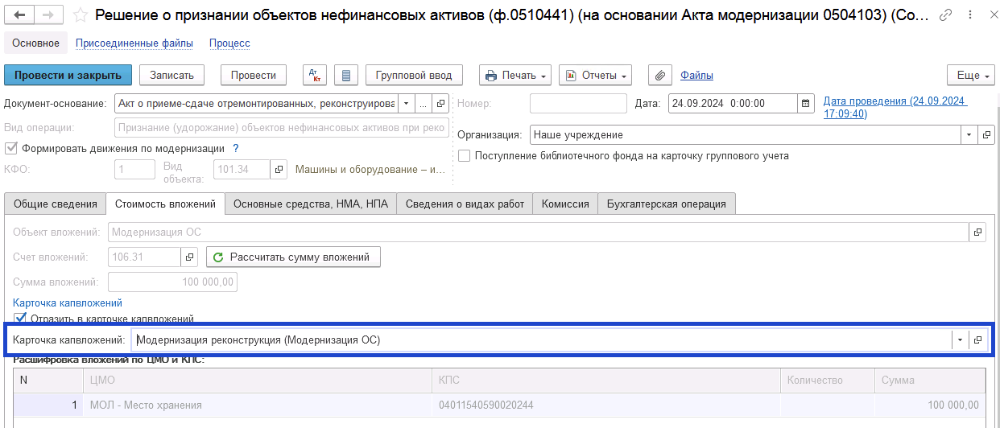 Решение о признании объектов нефинансовых активов (ф.0510441) (на основании Акта модернизации 0504103) (Со...
Основное Присоединенные файлы Процесс
Провести и закрыть Записать Провести Дт Кт Групповой ввод Печать Отчеты Файлы Еще
Документ-основание: Акт о приеме-сдаче отремонтированных, реконструирова ... Номер: Дата: 24.09.2024 0:00:00 Дата проведения (24.09.2024
17:09:40)
Вид операции: Признание (удорожание) объектов нефинансовых активов при реко
Организация: Наше учреждение
Формировать движения по модернизации ?
Поступление библиотечного фонда на карточку группового учета
КФО: 1 Вид объекта: 101.34 Машины и оборудование – и...
Общие сведения Стоимость вложений Основные средства, НМА, НПА Сведения о видах работ Комиссия Бухгалтерская операция
Объект вложений: Модернизация ОС
Счет вложений: 106.31 Рассчитать сумму вложений
Сумма вложений: 100 000,00
Карточка капвложений
Отразить в карточке капвложений
Карточка капвложений: Модернизация реконструкция (Модернизация ОС)
Расшифровка вложений по ЦМО и КПС:
N ЦМО КПС Количество Сумма
1 МОЛ - Место хранения 04011540590020244 100 000,00